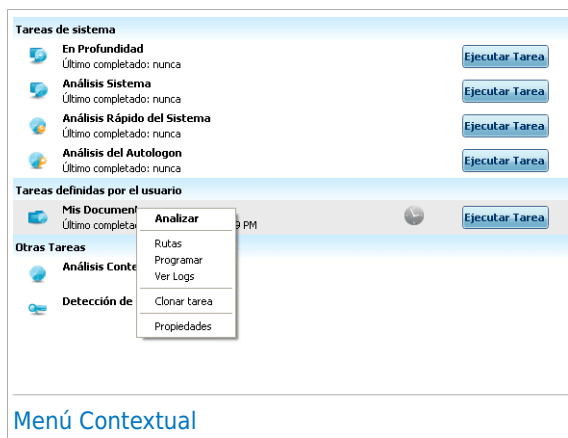 Tareas de sistema
En Profundidad
Último completado: nunca
Ejecutar Tarea
Análisis Sistema
Último completado: nunca
Ejecutar Tarea
Análisis Rápido del Sistema
Último completado: nunca
Ejecutar Tarea
Análisis del Autologon
Último completado: nunca
Ejecutar Tarea
Tareas definidas por el usuario
Mis
Último PM
Ejecutar Tarea
Analizar
Rutas
Programar
Ver Logs
Clonar tarea
Propiedades
Otras Tareas
Análisis
Detección de
Menú Contextual